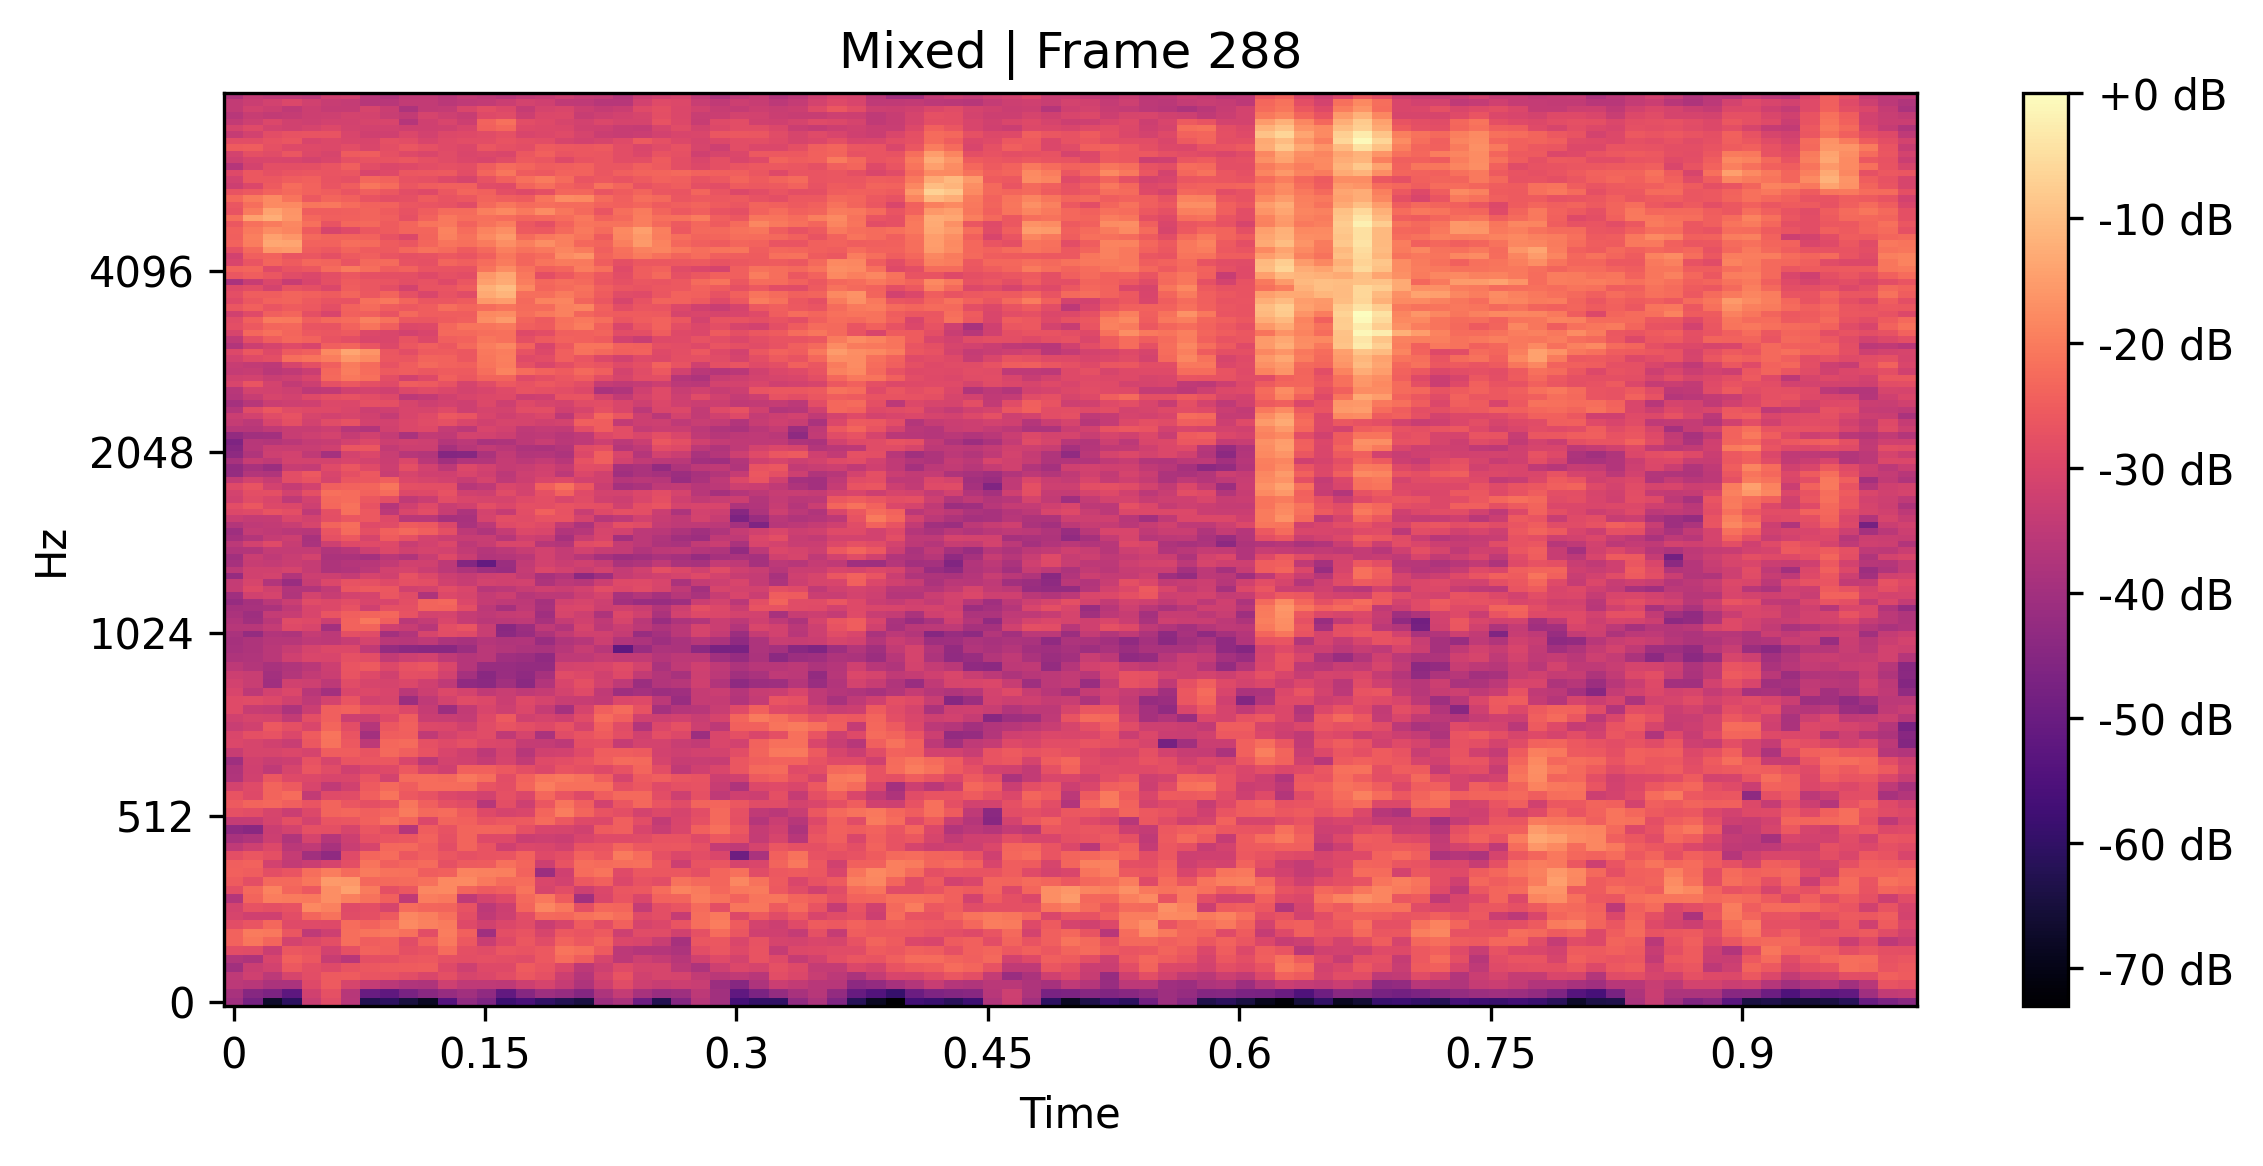 Mixed | Frame 288
+0 dB
-10 dB
-20 dB
-30 dB
-40 dB
-50 dB
-60 dB
-70 dB
Hz
4096
2048
1024
512
0
0 0.15 0.3 0.45 0.6 0.75 0.9
Time